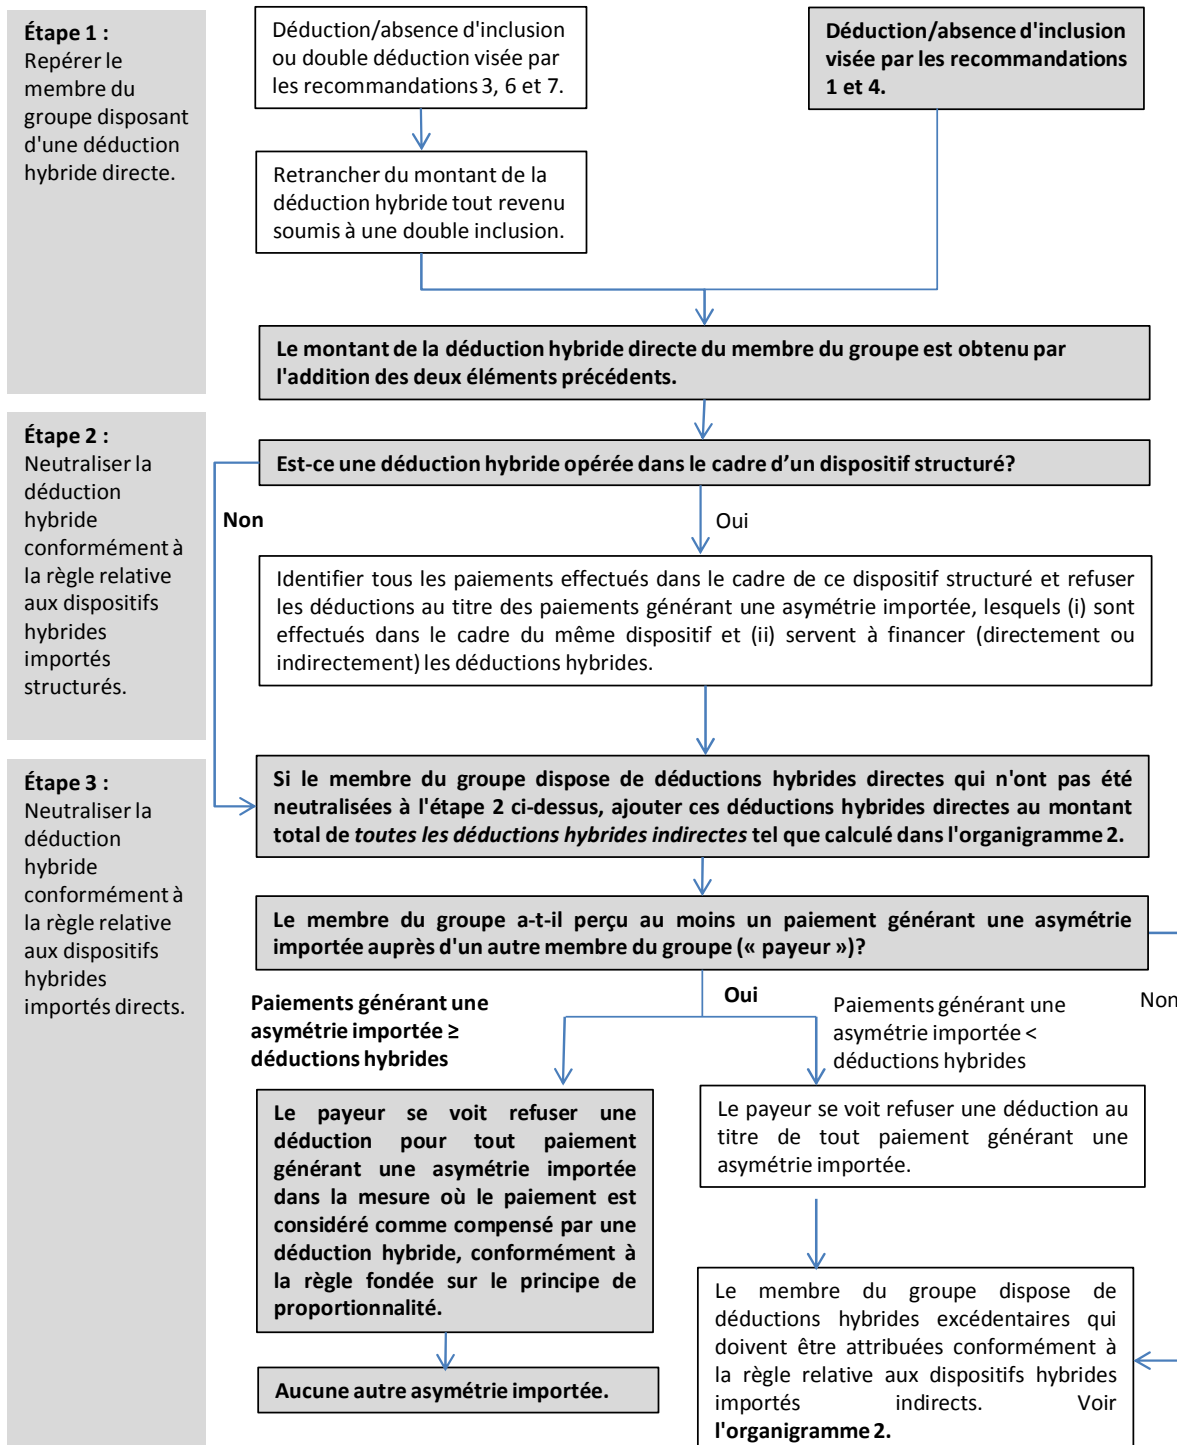 Étape 1 :
Repérer le
membre du
groupe disposant
d'une déduction
hybride directe.
Déduction/absence d'inclusion
ou double déduction visée par
les recommandations 3, 6 et 7.
Déduction/absence d'inclusion
visée par les recommandations
1 et 4.
Retrancher du montant de la
déduction hybride tout revenu
soumis à une double inclusion.
Le montant de la déduction hybride directe du membre du groupe est obtenu par
l'addition des deux éléments précédents.
Étape 2 :
Neutraliser la
déduction
hybride
conformément à
la règle relative
aux dispositifs
hybrides
importés
structurés.
Est-ce une déduction hybride opérée dans le cadre d'un dispositif structuré?
Non
Oui
Identifier tous les paiements effectués dans le cadre de ce dispositif structuré et refuser
les déductions au titre des paiements générant une asymétrie importée, lesquels (i) sont
effectués dans le cadre du même dispositif et (ii) servent à financer (directement ou
indirectement) les déductions hybrides.
Étape 3 :
Neutraliser la
déduction
hybride
conformément à
la règle relative
aux dispositifs
hybrides
importés directs.
Si le membre du groupe dispose de déductions hybrides directes qui n'ont pas été
neutralisées à l'étape 2 ci-dessus, ajouter ces déductions hybrides directes au montant
total de toutes les déductions hybrides indirectes tel que calculé dans l'organigramme 2.
Le membre du groupe a-t-il perçu au moins un paiement générant une asymétrie
importée auprès d'un autre membre du groupe (« payeur »)?
Oui
Non
Paiements générant une
asymétrie importée ≥
déductions hybrides
Paiements générant une
asymétrie importée <
déductions hybrides
Le payeur se voit refuser une
déduction pour tout paiement
générant une asymétrie importée
dans la mesure où le paiement est
considéré comme compensé par une
déduction hybride, conformément à
la règle fondée sur le principe de
proportionnalité.
Le payeur se voit refuser une déduction au
titre de tout paiement générant une
asymétrie importée.
Aucune autre asymétrie importée.
Le membre du groupe dispose de
déductions hybrides excédentaires qui
doivent être attribuées conformément à
la règle relative aux dispositifs hybrides
importés indirects. Voir
l'organigramme 2.